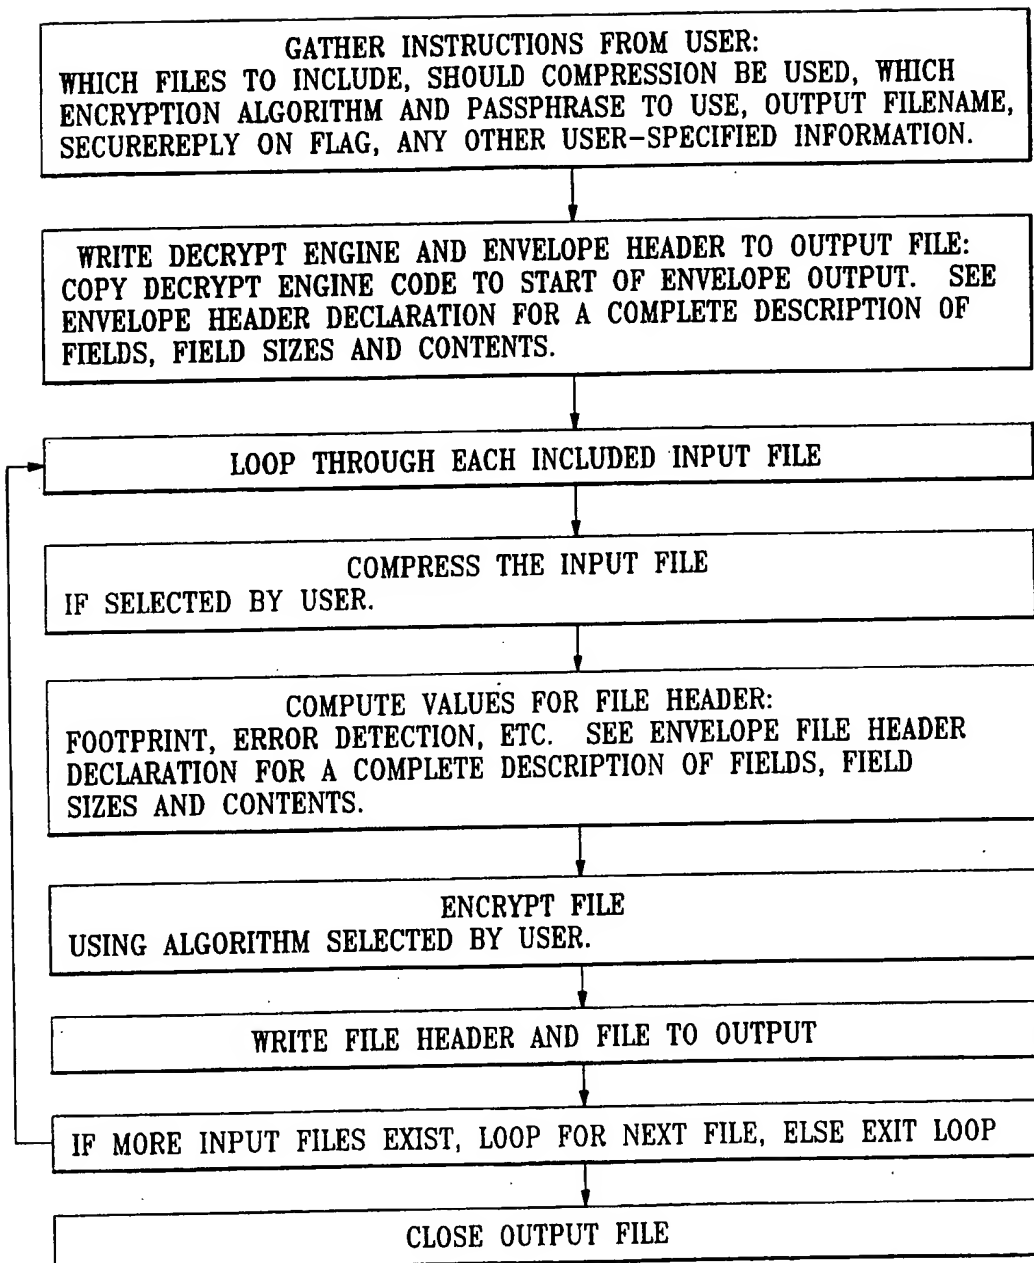 GATHER INSTRUCTIONS FROM USER:
WHICH FILES TO INCLUDE, SHOULD COMPRESSION BE USED, WHICH
ENCRYPTION ALGORITHM AND PASSPHRASE TO USE, OUTPUT FILENAME,
SECUREREPLY ON FLAG, ANY OTHER USER-SPECIFIED INFORMATION.
WRITE DECRYPT ENGINE AND ENVELOPE HEADER TO OUTPUT FILE:
COPY DECRYPT ENGINE CODE TO START OF ENVELOPE OUTPUT. SEE
ENVELOPE HEADER DECLARATION FOR A COMPLETE DESCRIPTION OF
FIELDS, FIELD SIZES AND CONTENTS.
LOOP THROUGH EACH INCLUDED INPUT FILE
COMPRESS THE INPUT FILE
IF SELECTED BY USER.
COMPUTE VALUES FOR FILE HEADER:
FOOTPRINT, ERROR DETECTION, ETC. SEE ENVELOPE FILE HEADER
DECLARATION FOR A COMPLETE DESCRIPTION OF FIELDS, FIELD
SIZES AND CONTENTS.
ENCRYPT FILE
USING ALGORITHM SELECTED BY USER.
WRITE FILE HEADER AND FILE TO OUTPUT
IF MORE INPUT FILES EXIST, LOOP FOR NEXT FILE, ELSE EXIT LOOP
CLOSE OUTPUT FILE